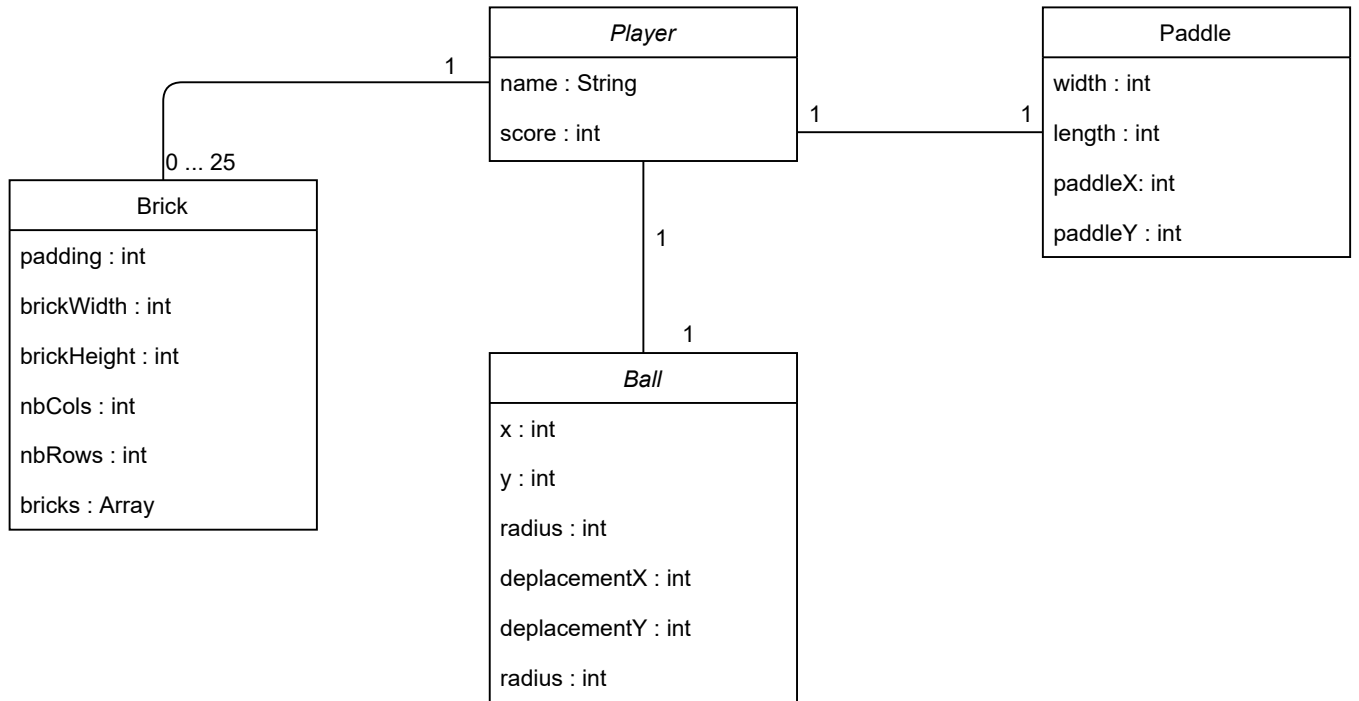 Player
name : String
score : int
1
0 ... 25
1
1
Paddle
width : int
length : int
paddleX: int
paddleY : int
Brick
padding : int
brickWidth : int
brickHeight : int
nbCols : int
nbRows : int
bricks : Array
1
1
Ball
x : int
y : int
radius : int
deplacementX : int
deplacementY : int
radius : int